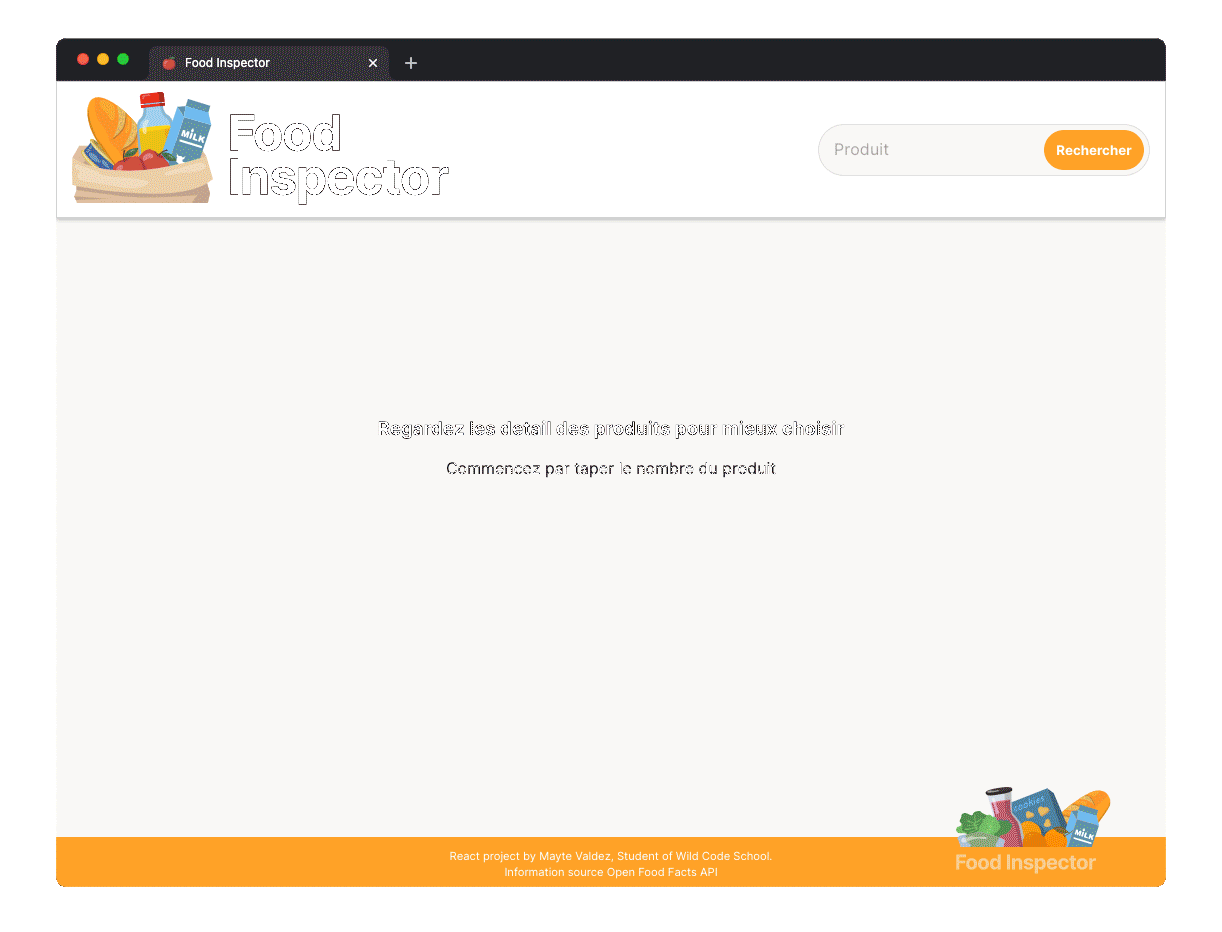 Food Inspector
MiLK
Food
Inspector
Produit
Rechercher
Regardez les detail des produits pour mieux choisir
Commencez par taper le nombre du produit
cookies
MiLK
React project by Mayte Valdez, Student of Wild Code School.
Information source Open Food Facts API
Food Inspector